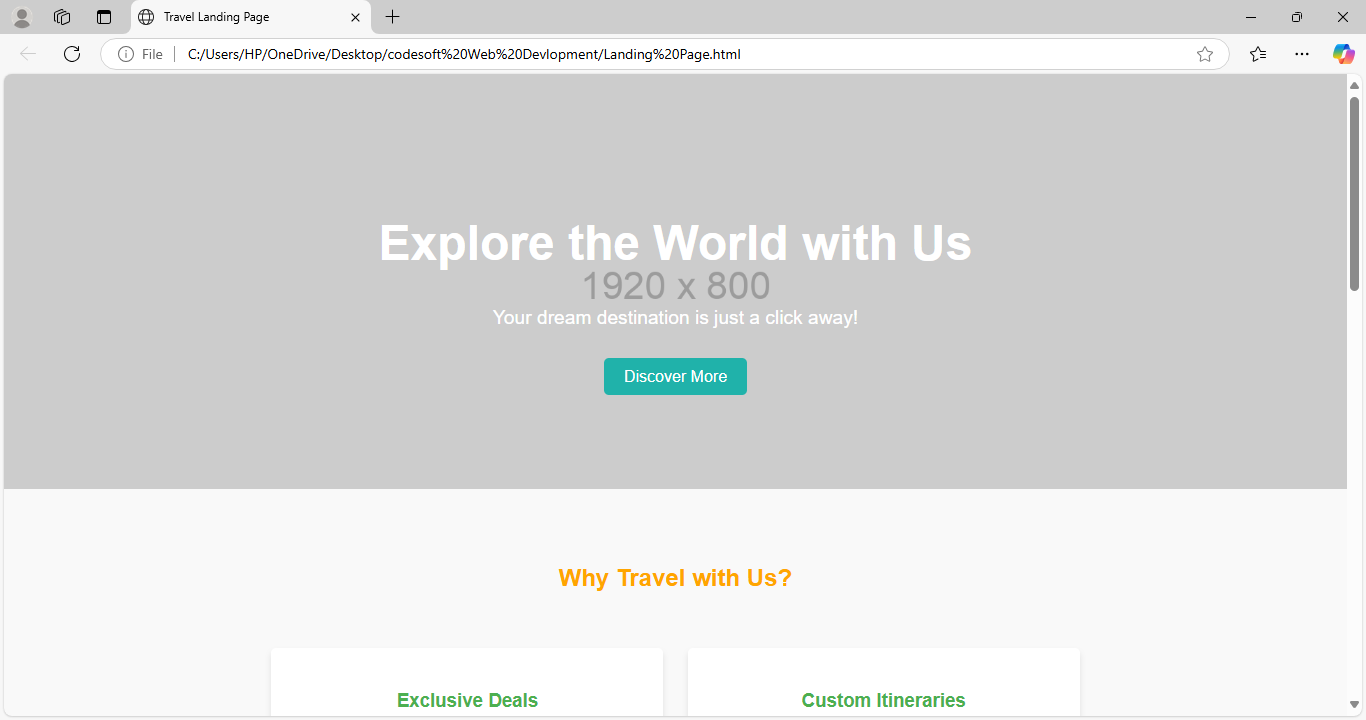 Travel Landing Page
File
C:/Users/HP/OneDrive/Desktop/codesoft%20Web%20Devlopment/Landing%20Page.html
Explore the World with Us
1920 x 800
Your dream destination is just a click away!
Discover More
Why Travel with Us?
Exclusive Deals
Custom Itineraries